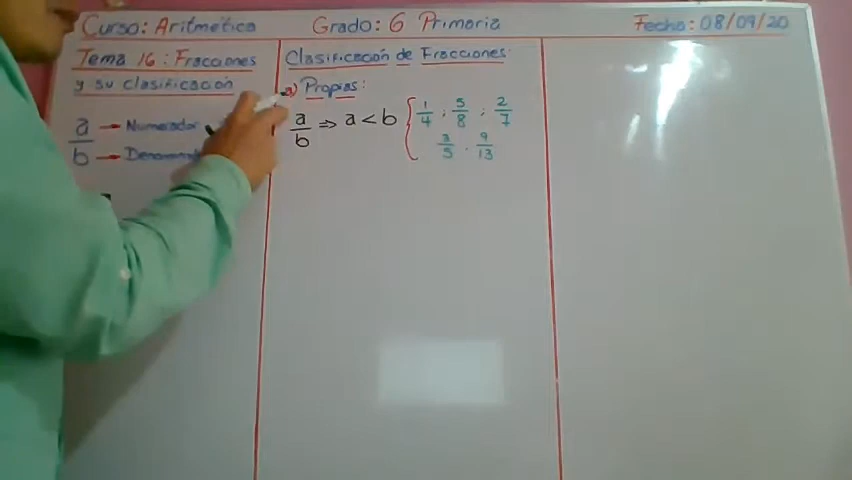 Curso: Aritmética Grado: 6 Primaria Fecha: 08/09/20
Tema 16: Fracciones
y su clasificación
a → Numerador
b →
Clasificación de Fracciones:
a) Propias:
a/b ⇒ a < b { 1/4 ; 5/8 ; 2/7
3/5 . 9/13